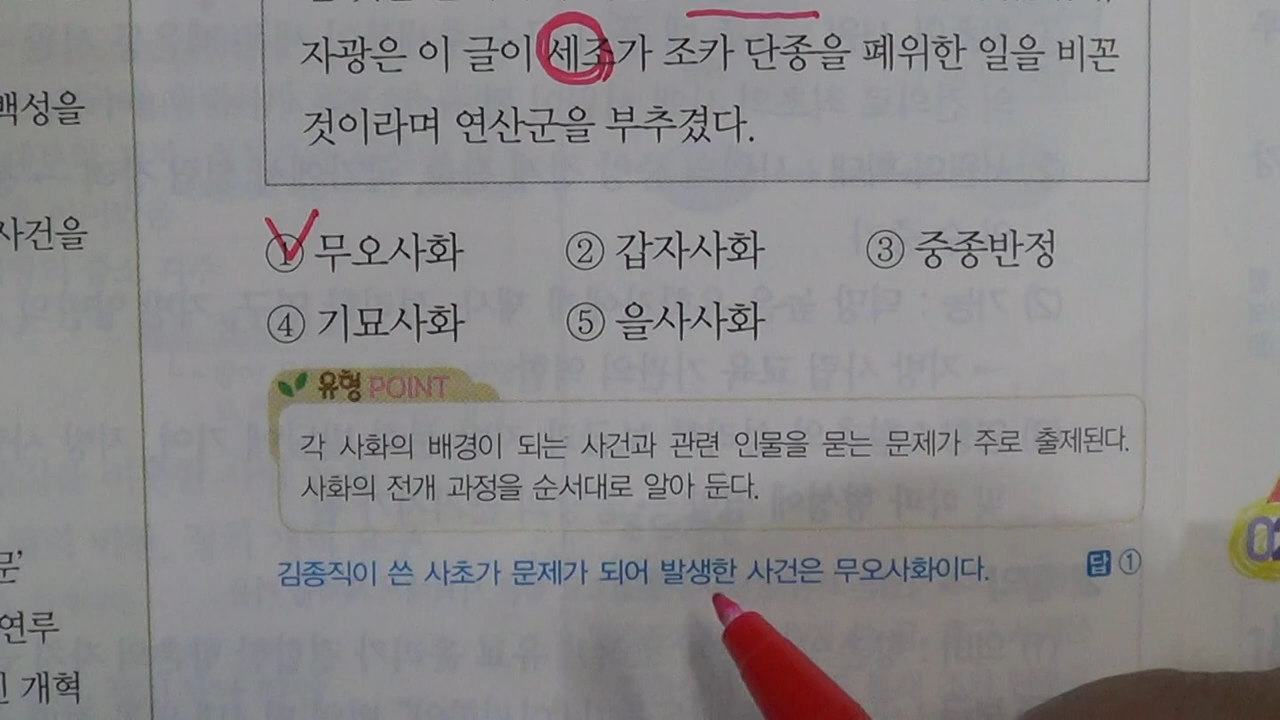 자광은 이 글이 세조가 조카 단종을 폐위한 일을 비꼰
백성을
것이라며 연산군을 부추겼다.
사건을
① 무오사화 ② 갑자사화 ③ 중종반정
④ 기묘사화 ⑤ 을사사화
유형 POINT
각 사화의 배경이 되는 사건과 관련 인물을 묻는 문제가 주로 출제된다.
사화의 전개 과정을 순서대로 알아 둔다.
김종직이 쓴 사초가 문제가 되어 발생한 사건은 무오사화이다. 답 ①
연루
개혁